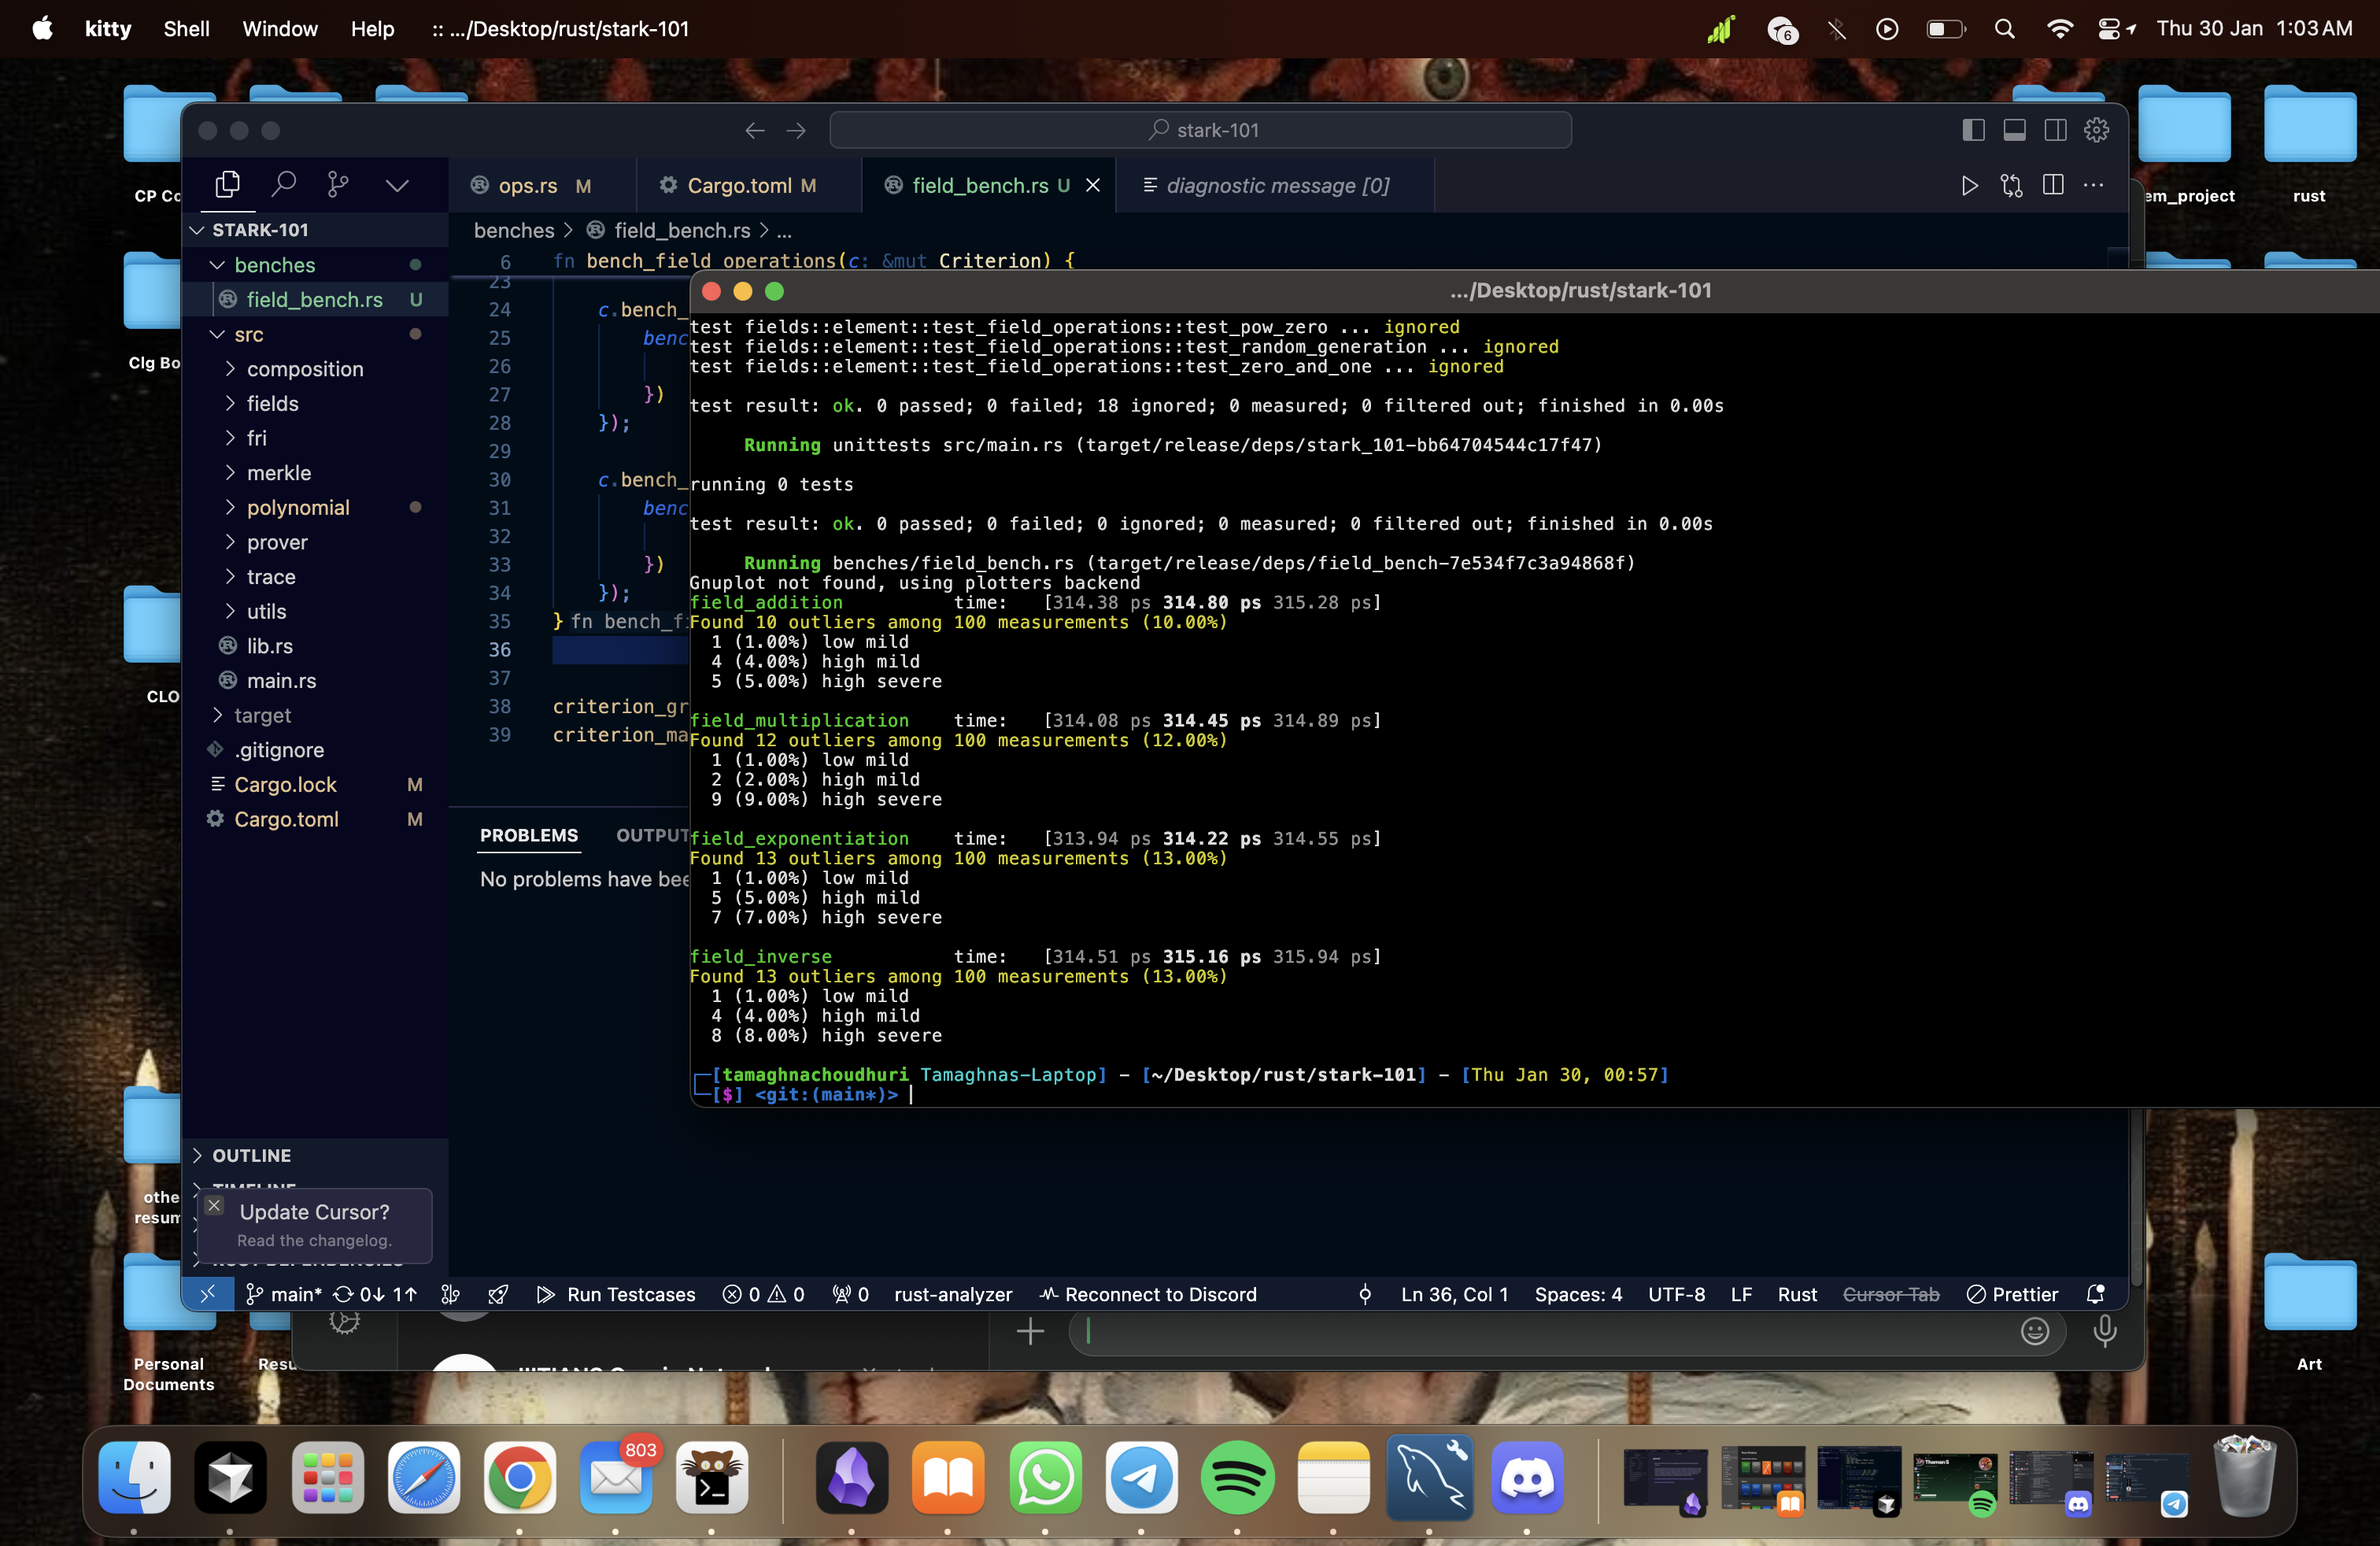 kitty Shell Window Help :: .../Desktop/rust/stark-101
6
Thu 30 Jan 1:03 AM
CP Co
Clg Bo
CLO
othe
resum
Personal
Documents
Resu
em_project
rust
Art
stark-101
ops.rs M
Cargo.toml M
field_bench.rs U
diagnostic message [0]
STARK-101
benches
field_bench.rs U
src
composition
fields
fri
merkle
polynomial
prover
trace
utils
lib.rs
main.rs
target
.gitignore
Cargo.lock M
Cargo.toml M
OUTLINE
TIMELINE
Update Cursor?
Read the changelog.
RUST DEPENDENCIES
benches > field_bench.rs > ...
6 fn bench_field_operations(c: &mut Criterion) {
23
24 c.bench_
25 benc
26
27 })
28 });
29
30 c.bench_
31 benc
32
33 })
34 });
35 } fn bench_fi
36
37
38 criterion_gr
39 criterion_ma
PROBLEMS OUTPUT
No problems have bee
.../Desktop/rust/stark-101
test fields::element::test_field_operations::test_pow_zero ... ignored
test fields::element::test_field_operations::test_random_generation ... ignored
test fields::element::test_field_operations::test_zero_and_one ... ignored
test result: ok. 0 passed; 0 failed; 18 ignored; 0 measured; 0 filtered out; finished in 0.00s
Running unittests src/main.rs (target/release/deps/stark_101-bb64704544c17f47)
running 0 tests
test result: ok. 0 passed; 0 failed; 0 ignored; 0 measured; 0 filtered out; finished in 0.00s
Running benches/field_bench.rs (target/release/deps/field_bench-7e534f7c3a94868f)
Gnuplot not found, using plotters backend
field_addition time: [314.38 ps 314.80 ps 315.28 ps]
Found 10 outliers among 100 measurements (10.00%)
1 (1.00%) low mild
4 (4.00%) high mild
5 (5.00%) high severe
field_multiplication time: [314.08 ps 314.45 ps 314.89 ps]
Found 12 outliers among 100 measurements (12.00%)
1 (1.00%) low mild
2 (2.00%) high mild
9 (9.00%) high severe
field_exponentiation time: [313.94 ps 314.22 ps 314.55 ps]
Found 13 outliers among 100 measurements (13.00%)
1 (1.00%) low mild
5 (5.00%) high mild
7 (7.00%) high severe
field_inverse time: [314.51 ps 315.16 ps 315.94 ps]
Found 13 outliers among 100 measurements (13.00%)
1 (1.00%) low mild
4 (4.00%) high mild
8 (8.00%) high severe
[tamaghnachoudhuri Tamaghnas-Laptop] - [~/Desktop/rust/stark-101] - [Thu Jan 30, 00:57]
[$] <git:(main*)>
main* 0↓ 1↑ Run Testcases 0 0 0 rust-analyzer Reconnect to Discord Ln 36, Col 1 Spaces: 4 UTF-8 LF Rust Cursor Tab Prettier
803